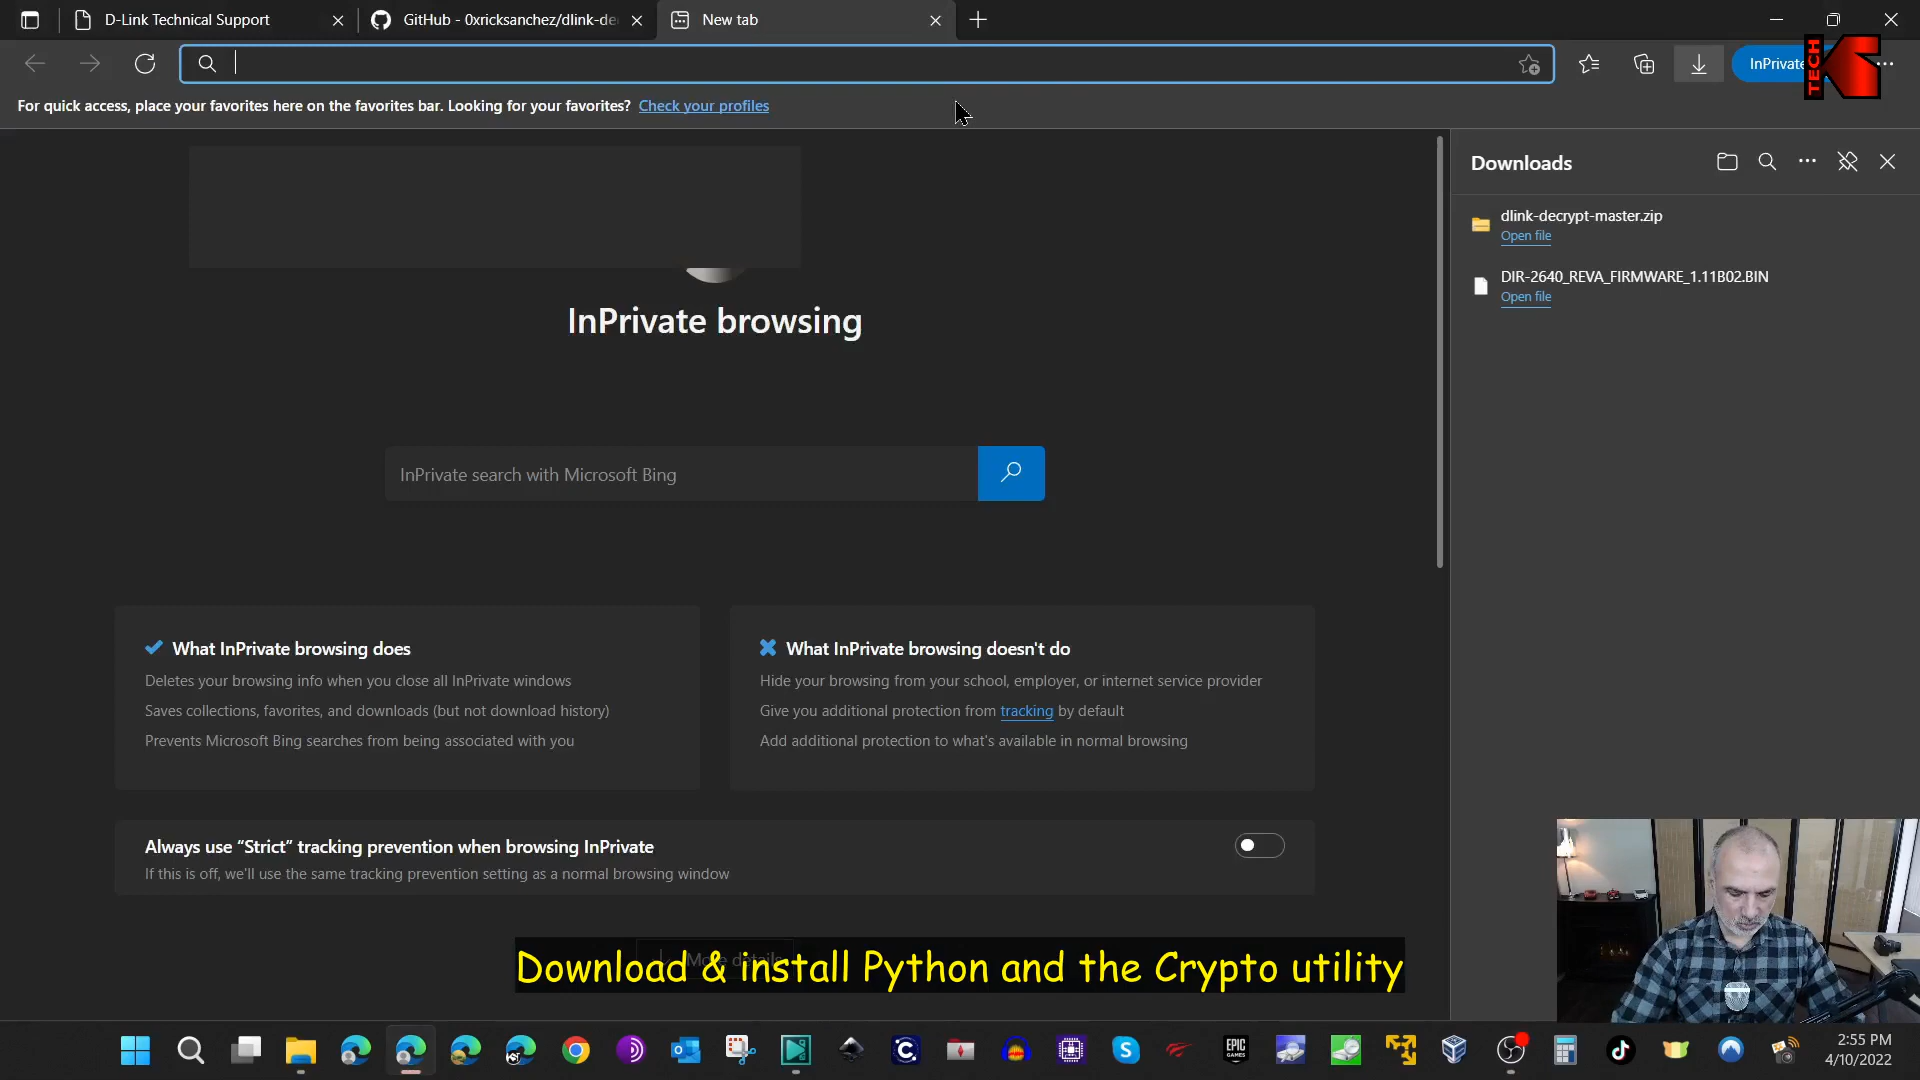 D-Link Technical Support
GitHub - 0xricksanchez/dlink-de
New tab
InPrivate
TECH K
For quick access, place your favorites here on the favorites bar. Looking for your favorites? Check your profiles
Downloads
dlink-decrypt-master.zip
Open file
DIR-2640_REVA_FIRMWARE_1.11B02.BIN
Open file
InPrivate browsing
InPrivate search with Microsoft Bing
What InPrivate browsing does
Deletes your browsing info when you close all InPrivate windows
Saves collections, favorites, and downloads (but not download history)
Prevents Microsoft Bing searches from being associated with you
What InPrivate browsing doesn't do
Hide your browsing from your school, employer, or internet service provider
Give you additional protection from tracking by default
Add additional protection to what's available in normal browsing
Always use “Strict” tracking prevention when browsing InPrivate
If this is off, we'll use the same tracking prevention setting as a normal browsing window
More details
Download & install Python and the Crypto utility
EPIC
GAMES
2:55 PM
4/10/2022